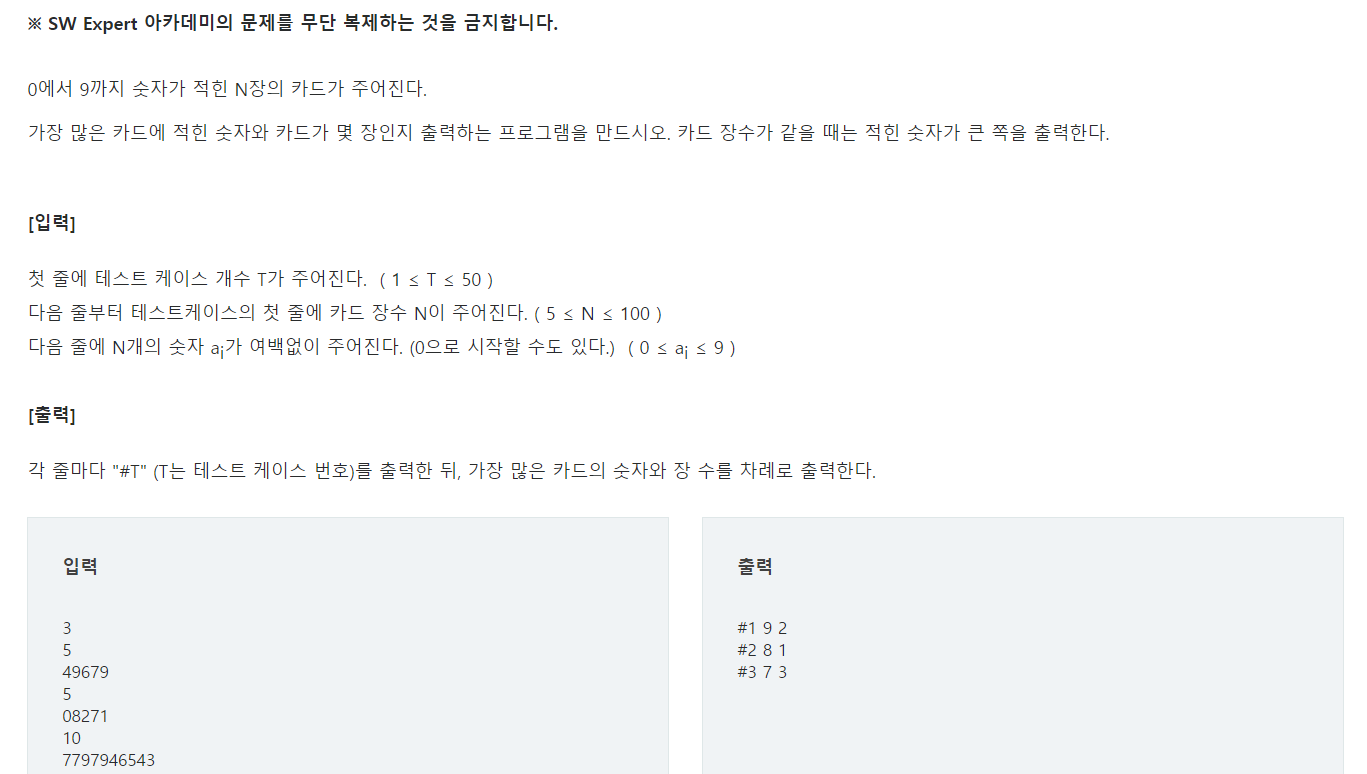 ※ SW Expert 아카데미의 문제를 무단 복제하는 것을 금지합니다.
0에서 9까지 숫자가 적힌 N장의 카드가 주어진다.
가장 많은 카드에 적힌 숫자와 카드가 몇 장인지 출력하는 프로그램을 만드시오. 카드 장수가 같을 때는 적힌 숫자가 큰 쪽을 출력한다.
[입력]
첫 줄에 테스트 케이스 개수 T가 주어진다.  ( 1 ≤ T ≤ 50 )
다음 줄부터 테스트케이스의 첫 줄에 카드 장수 N이 주어진다. ( 5 ≤ N ≤ 100 )
다음 줄에 N개의 숫자 ai가 여백없이 주어진다. (0으로 시작할 수도 있다.)  ( 0 ≤ ai ≤ 9 )
[출력]
각 줄마다 "#T" (T는 테스트 케이스 번호)를 출력한 뒤, 가장 많은 카드의 숫자와 장 수를 차례로 출력한다.
입력
3
5
49679
5
08271
10
7797946543
출력
#1 9 2
#2 8 1
#3 7 3